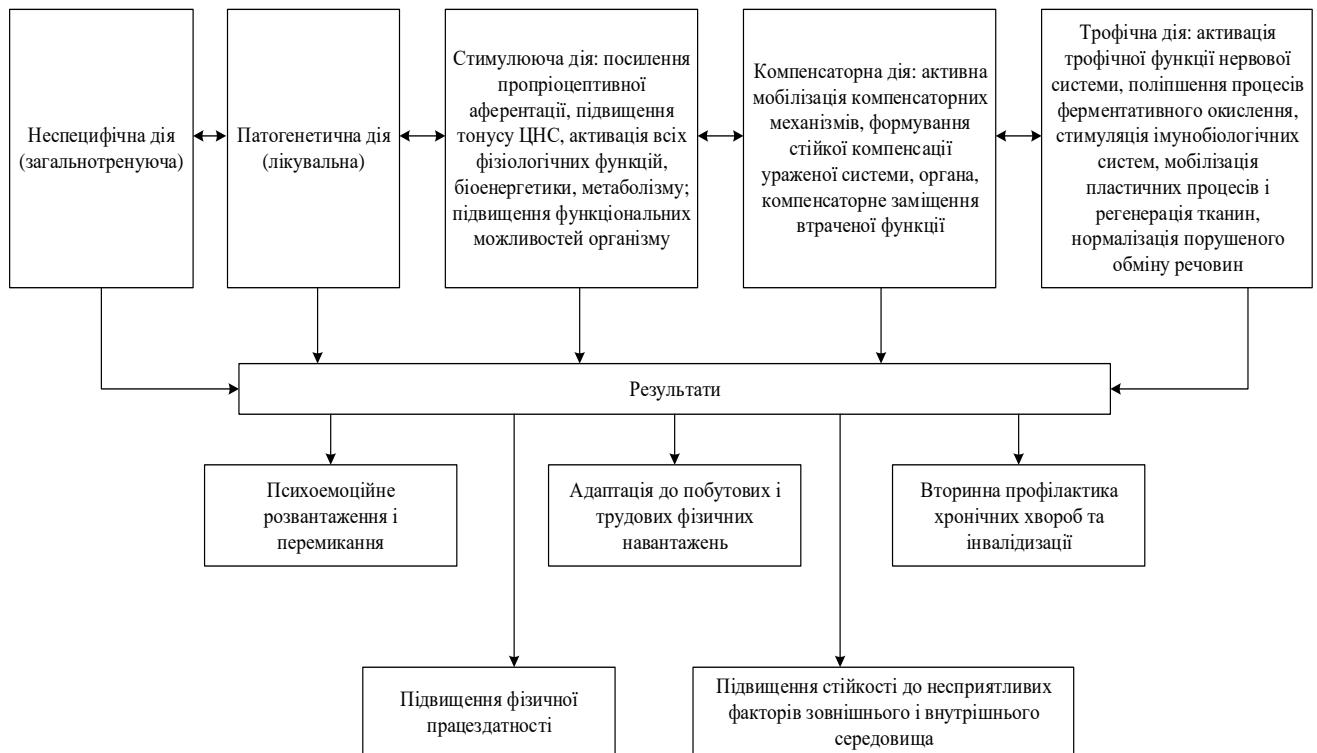 Неспецифічна дія
(загальнотренуюча)
Патогенетична дія
(лікувальна)
Стимулююча дія: посилення
пропріоцептивної
аферентації, підвищення
тонусу ЦНС, активація всіх
фізіологічних функцій,
біоенергетики, метаболізму;
підвищення функціональних
можливостей організму
Компенсаторна дія: активна
мобілізація компенсаторних
механізмів, формування
стійкої компенсації
ураженої системи, органа,
компенсаторне заміщення
втраченої функції
Трофічна дія: активація
трофічної функції нервової
системи, поліпшення процесів
ферментативного окислення,
стимуляція імунобіологічних
систем, мобілізація
пластичних процесів і
регенерація тканин,
нормалізація порушеного
обміну речовин
Результати
Психоемоційне
розвантаження і
перемикання
Адаптація до побутових і
трудових фізичних
навантажень
Вторинна профілактика
хронічних хвороб та
інвалідизації
Підвищення фізичної
працездатності
Підвищення стійкості до несприятливих
факторів зовнішнього і внутрішнього
середовища